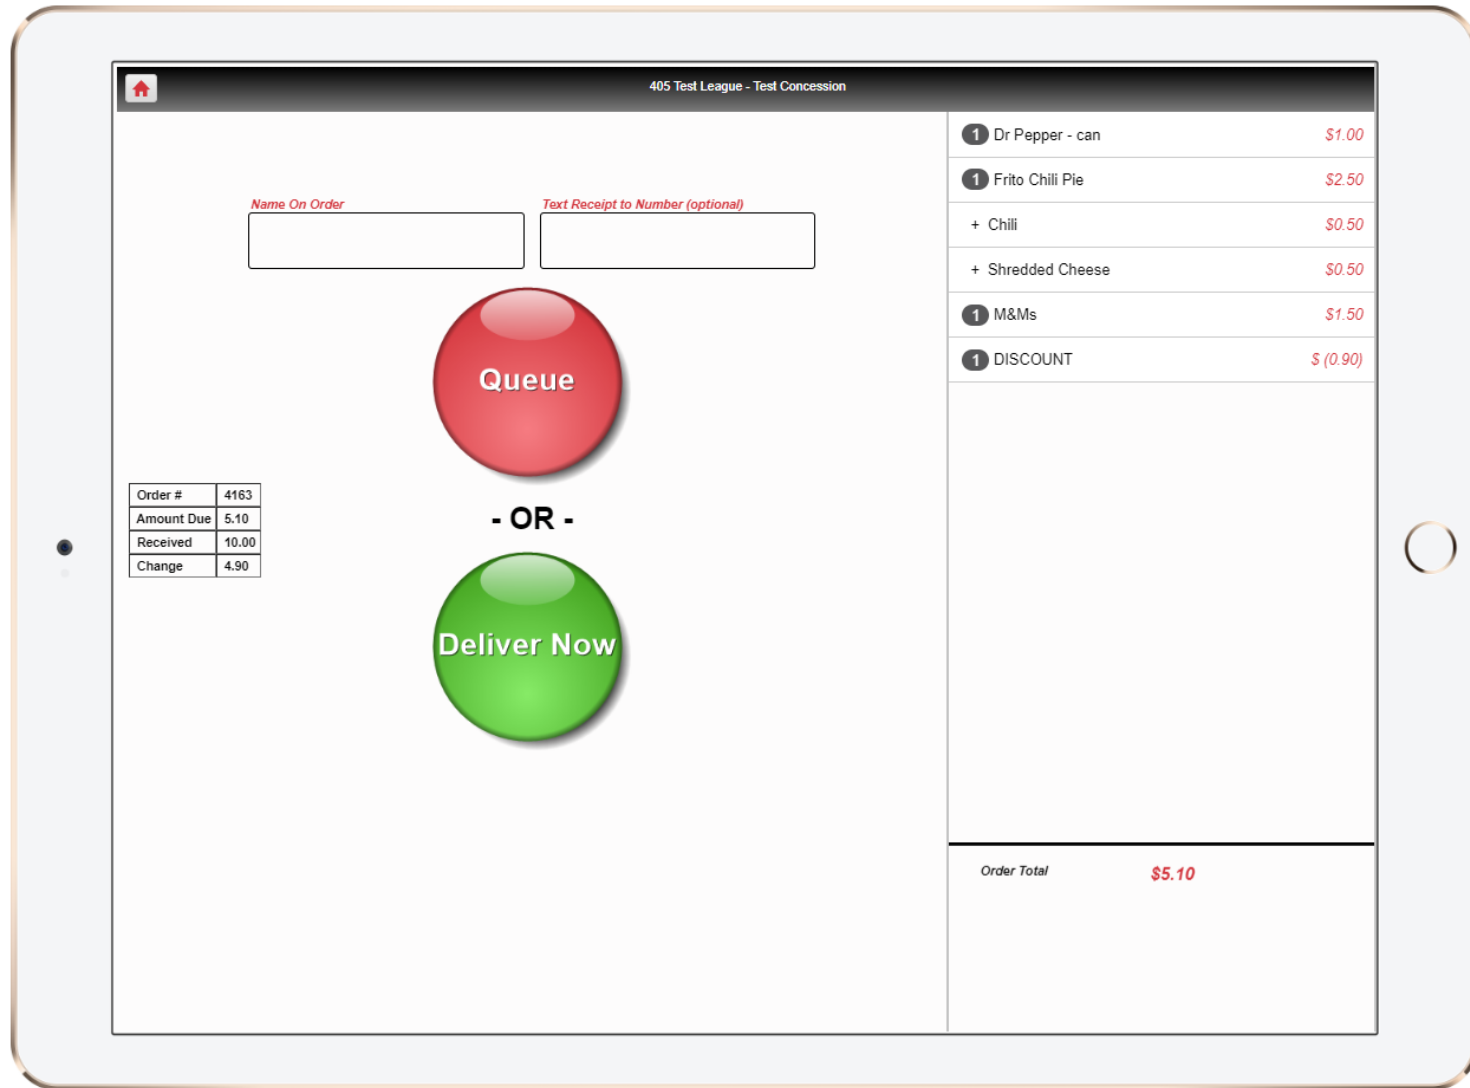 405 Test League - Test Concession
Name On Order
Text Receipt to Number (optional)
Queue
- OR -
Deliver Now
Order # 4163
Amount Due 5.10
Received 10.00
Change 4.90
1 Dr Pepper - can $1.00
1 Frito Chili Pie $2.50
+ Chili $0.50
+ Shredded Cheese $0.50
1 M&Ms $1.50
1 DISCOUNT $ (0.90)
Order Total $5.10